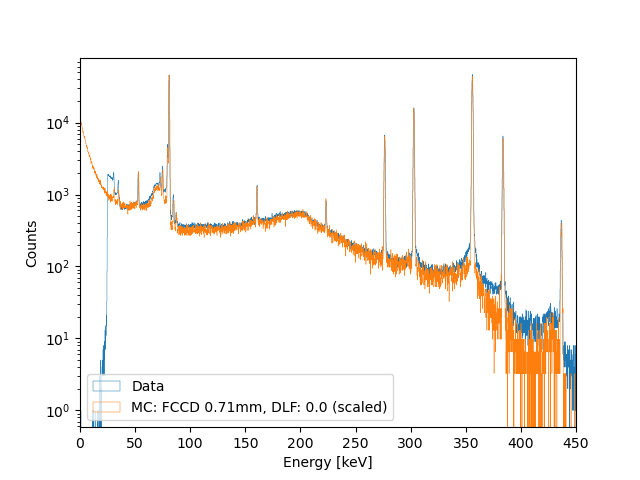 10⁴
10³
10²
10¹
10⁰
Counts
Data
MC: FCCD 0.71mm, DLF: 0.0 (scaled)
0 50 100 150 200 250 300 350 400 450
Energy [keV]